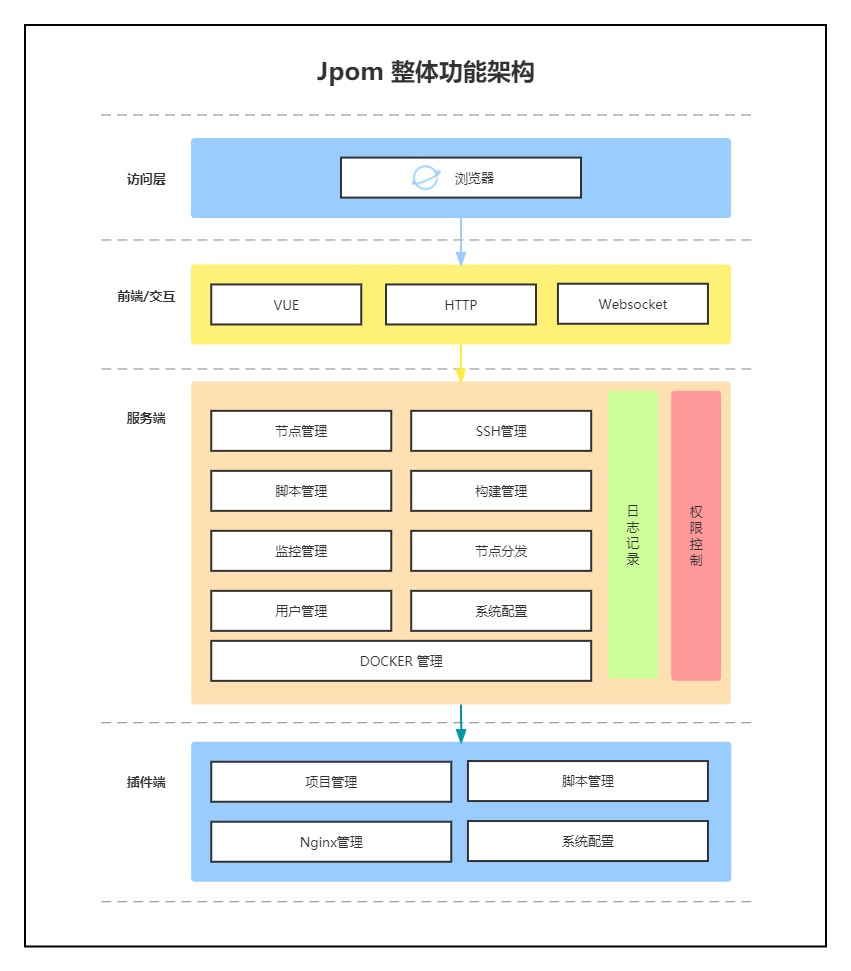 Jpom 整体功能架构
访问层
浏览器
前端/交互
VUE
HTTP
Websocket
服务端
节点管理
SSH管理
脚本管理
构建管理
监控管理
节点分发
用户管理
系统配置
DOCKER 管理
日志记录
权限控制
插件端
项目管理
脚本管理
Nginx管理
系统配置